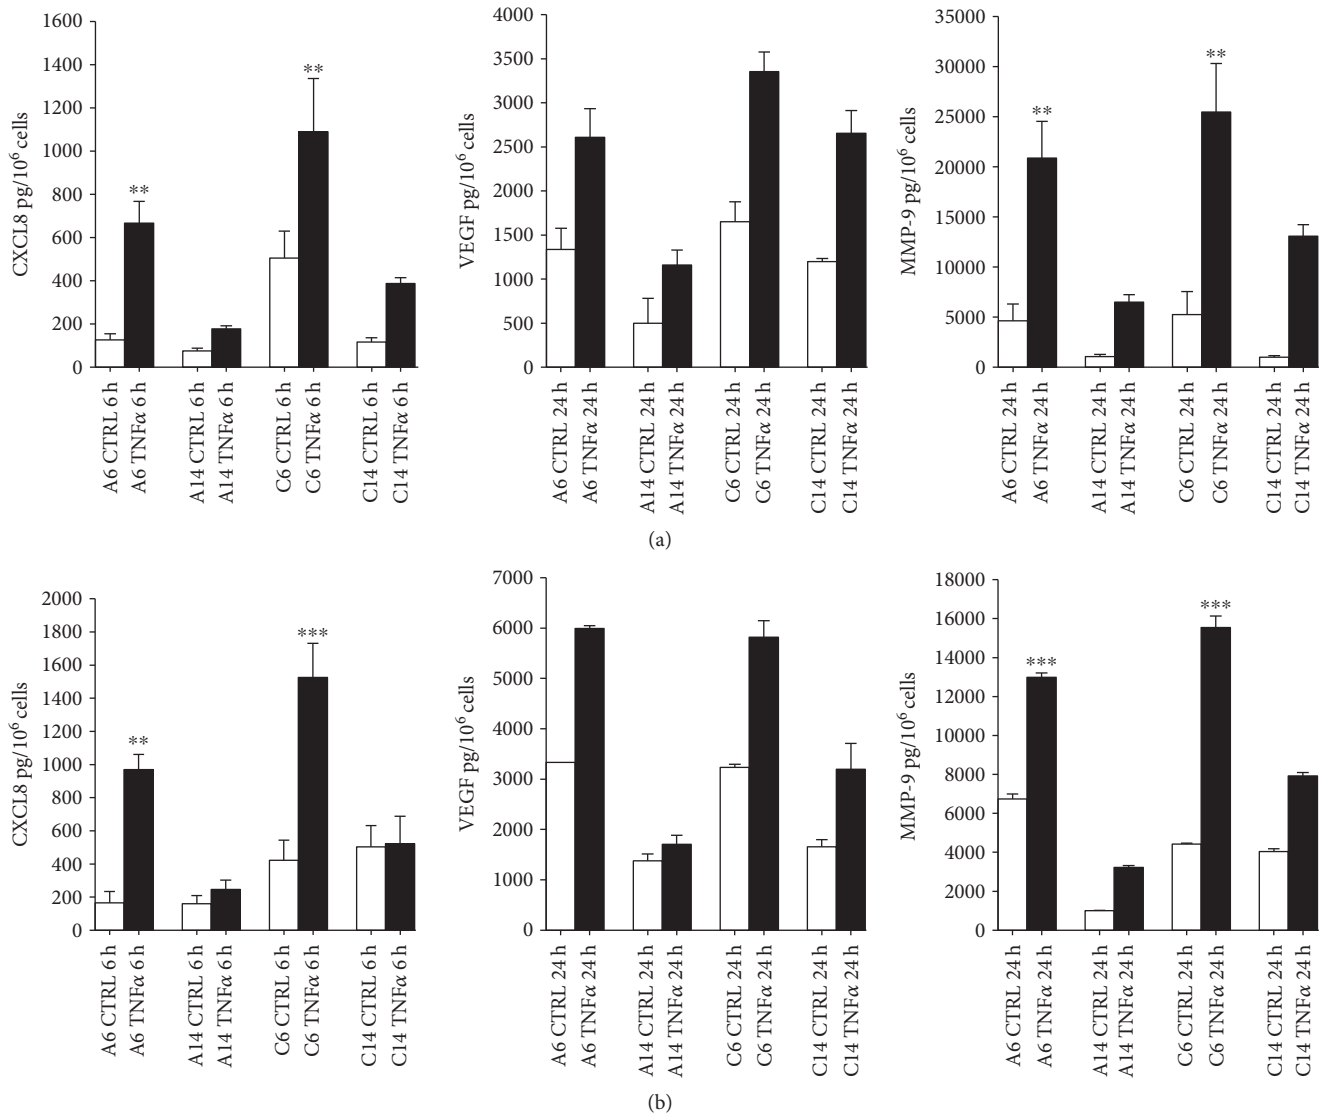 CXCL8 pg/10⁶ cells
1600
1400
1200
1000
800
600
400
200
0
**
**
A6 CTRL 6 h
A6 TNFα 6 h
A14 CTRL 6 h
A14 TNFα 6 h
C6 CTRL 6 h
C6 TNFα 6 h
C14 CTRL 6 h
C14 TNFα 6 h
VEGF pg/10⁶ cells
4000
3500
3000
2500
2000
1500
1000
500
0
A6 CTRL 24 h
A6 TNFα 24 h
A14 CTRL 24 h
A14 TNFα 24 h
C6 CTRL 24 h
C6 TNFα 24 h
C14 CTRL 24 h
C14 TNFα 24 h
MMP-9 pg/10⁶ cells
35000
30000
25000
20000
15000
10000
5000
0
**
**
A6 CTRL 24 h
A6 TNFα 24 h
A14 CTRL 24 h
A14 TNFα 24 h
C6 CTRL 24 h
C6 TNFα 24 h
C14 CTRL 24 h
C14 TNFα 24 h
(a)
CXCL8 pg/10⁶ cells
2000
1800
1600
1400
1200
1000
800
600
400
200
0
**
***
A6 CTRL 6 h
A6 TNFα 6 h
A14 CTRL 6 h
A14 TNFα 6 h
C6 CTRL 6 h
C6 TNFα 6 h
C14 CTRL 6 h
C14 TNFα 6 h
VEGF pg/10⁶ cells
7000
6000
5000
4000
3000
2000
1000
0
A6 CTRL 24 h
A6 TNFα 24 h
A14 CTRL 24 h
A14 TNFα 24 h
C6 CTRL 24 h
C6 TNFα 24 h
C14 CTRL 24 h
C14 TNFα 24 h
MMP-9 pg/10⁶ cells
18000
16000
14000
12000
10000
8000
6000
4000
2000
0
***
***
A6 CTRL 24 h
A6 TNFα 24 h
A14 CTRL 24 h
A14 TNFα 24 h
C6 CTRL 24 h
C6 TNFα 24 h
C14 CTRL 24 h
C14 TNFα 24 h
(b)